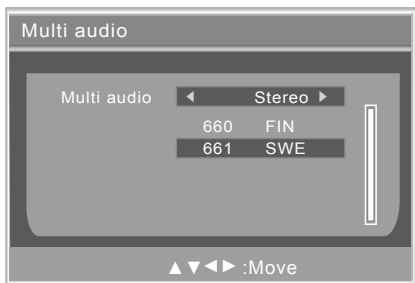 Multi audio
Multi audio ◀ Stereo ▶
660 FIN
661 SWE
▲▼◀▶ :Move